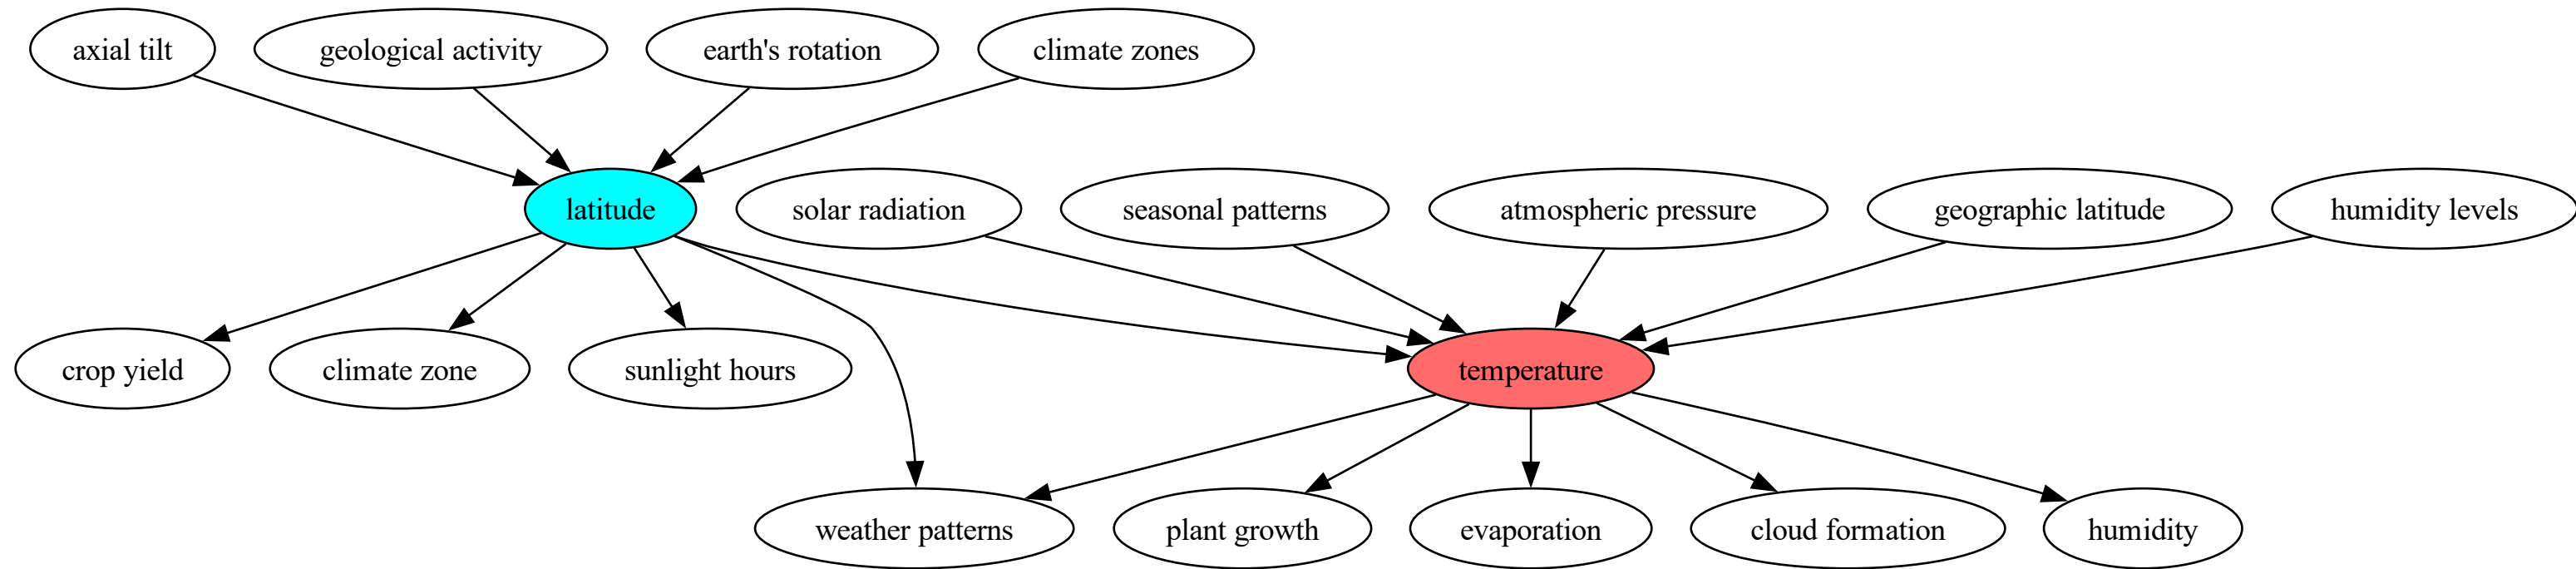 axial tilt
geological activity
earth's rotation
climate zones
latitude
solar radiation
seasonal patterns
atmospheric pressure
geographic latitude
humidity levels
crop yield
climate zone
sunlight hours
temperature
weather patterns
plant growth
evaporation
cloud formation
humidity